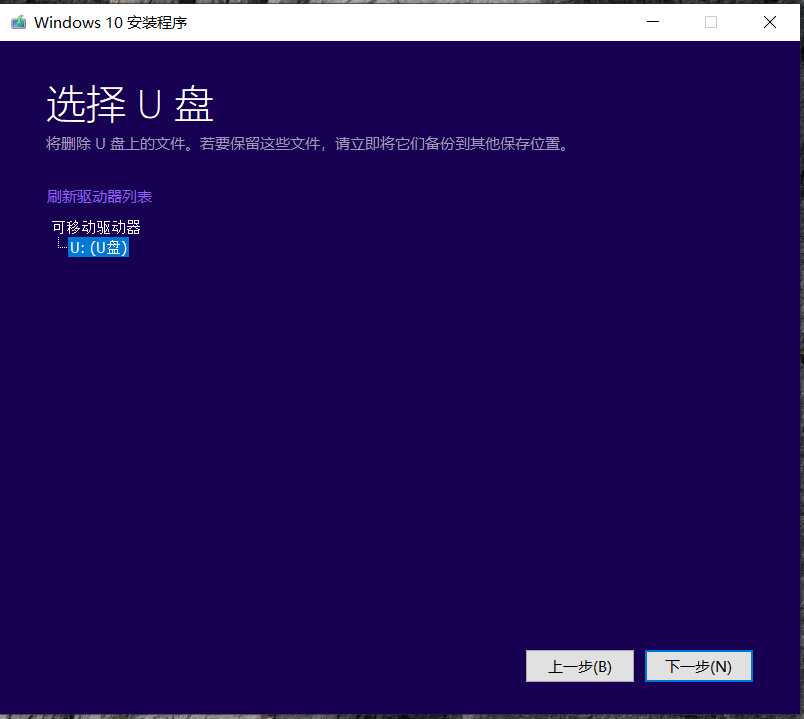 Windows 10 安装程序
选择 U 盘
将删除 U 盘上的文件。若要保留这些文件，请立即将它们备份到其他保存位置。
刷新驱动器列表
可移动驱动器
U: (U盘)
上一步(B)
下一步(N)